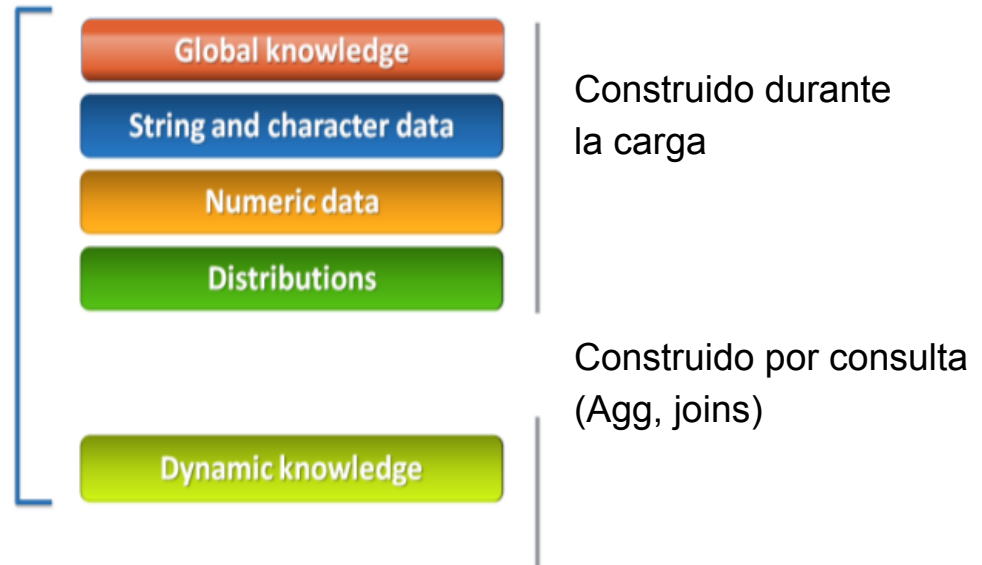 Global knowledge
String and character data
Numeric data
Distributions
Construido durante
la carga
Construido por consulta
(Agg, joins)
Dynamic knowledge